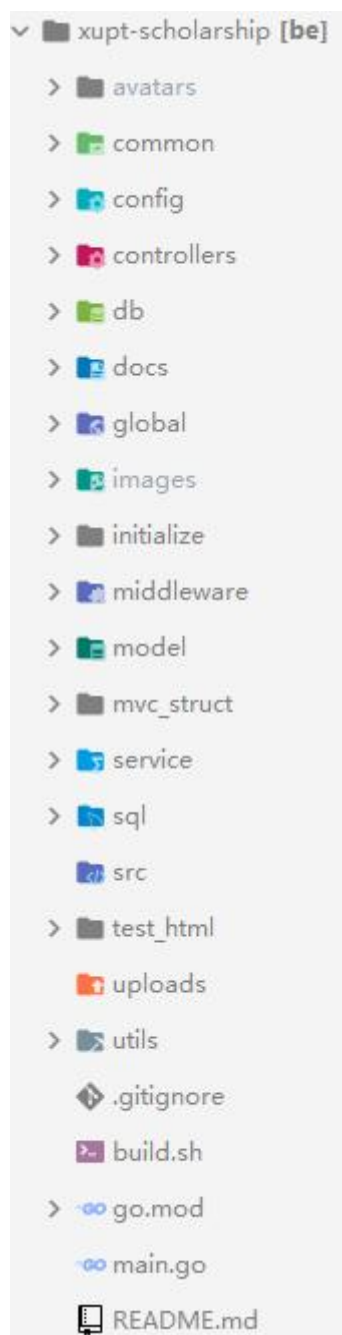 xupt-scholarship [be]
avatars
common
config
controllers
db
docs
global
images
initialize
middleware
model
mvc_struct
service
sql
src
test_html
uploads
utils
.gitignore
build.sh
go.mod
main.go
README.md